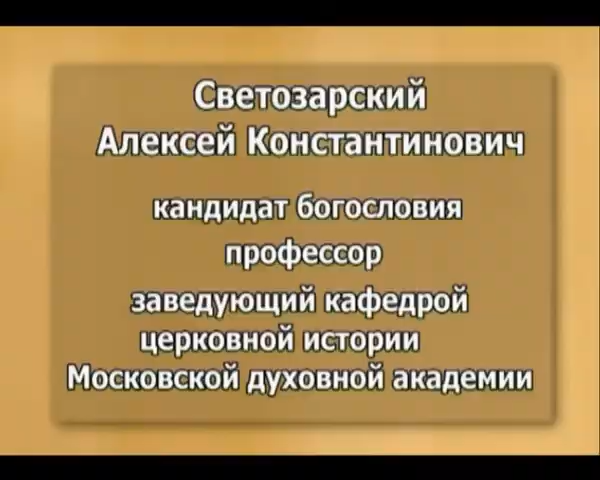 Светозарский
Алексей Константинович
кандидат богословия
профессор
заведующий кафедрой
церковной истории
Московской духовной академии